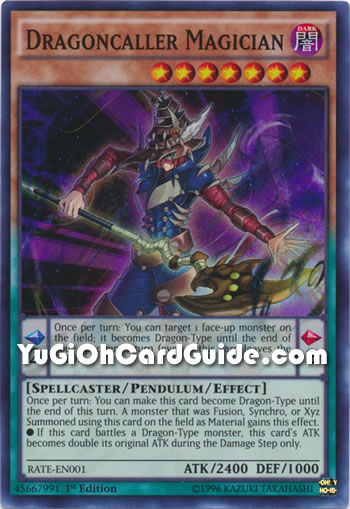 DRAGONCALLER MAGICIAN
DARK
闇
Once per turn: You can target 1 face-up monster on
the field; it becomes Dragon-Type until the end of
YuGiOhCardGuide.com
[SPELLCASTER/PENDULUM/EFFECT]
Once per turn: You can make this card become Dragon-Type until
the end of this turn. A monster that was Fusion, Synchro, or Xyz
Summoned using this card on the field as Material gains this effect.
●If this card battles a Dragon-Type monster, this card's ATK
becomes double its original ATK during the Damage Step only.
RATE-EN001
ATK/2400 DEF/1000
45667991 1st Edition
©1996 KAZUKI TAKAHASHI